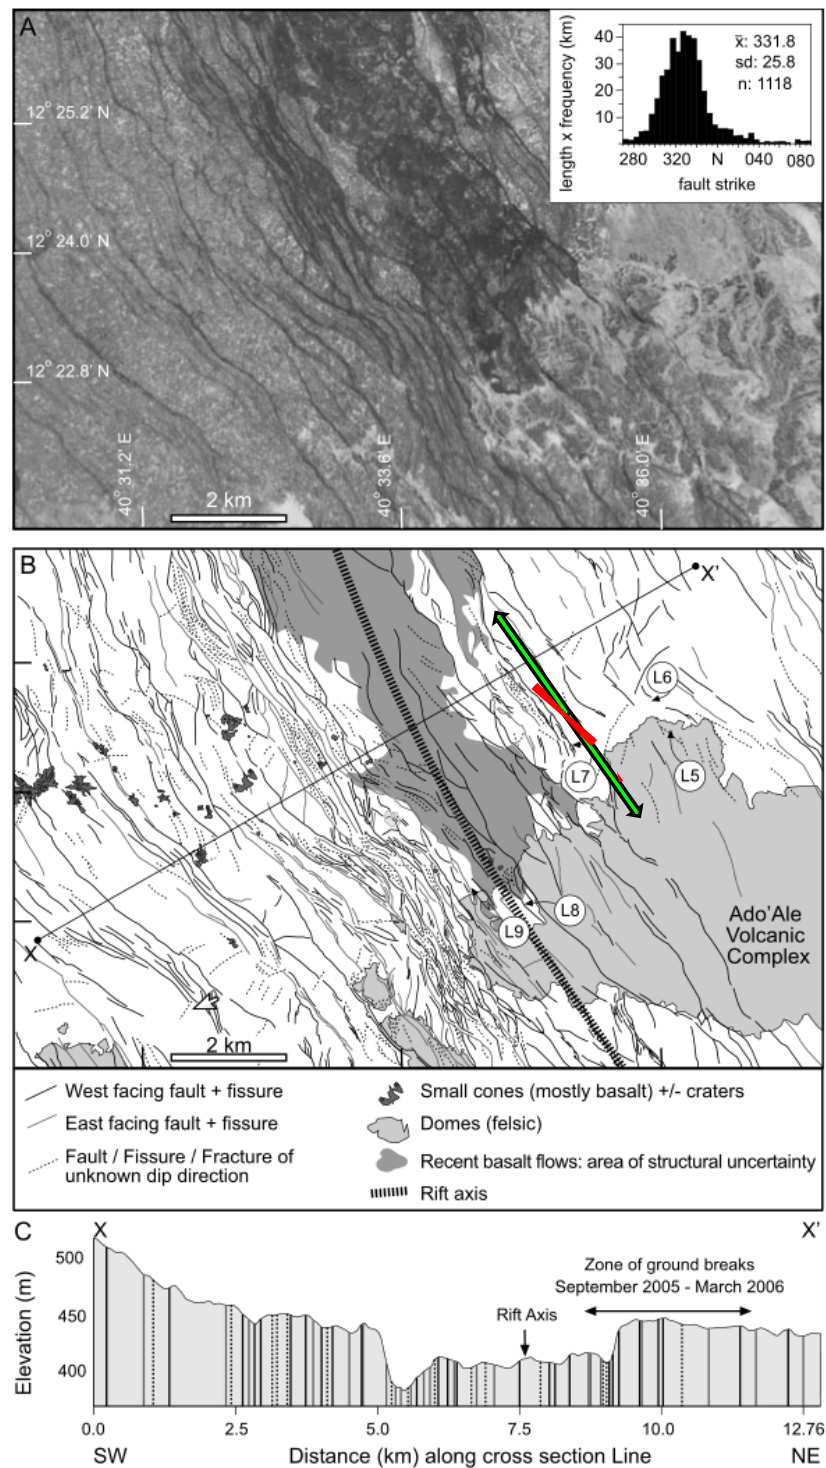 A
12° 25.2' N
12° 24.0' N
12° 22.8' N
40° 31.2' E
40° 33.6' E
40° 36.0' E
2 km
length x frequency (km)
40
30
20
10
x̄: 331.8
sd: 25.8
n: 1118
280 320 N 040 080
fault strike
B
X'
L6
L7
L5
L8
L9
X
Ado'Ale
Volcanic
Complex
2 km
West facing fault + fissure
East facing fault + fissure
Fault / Fissure / Fracture of
unknown dip direction
Small cones (mostly basalt) +/- craters
Domes (felsic)
Recent basalt flows: area of structural uncertainty
Rift axis
C
X
X'
Elevation (m)
500
450
400
Zone of ground breaks
September 2005 - March 2006
Rift Axis
0.0 2.5 5.0 7.5 10.0 12.76
SW Distance (km) along cross section Line NE